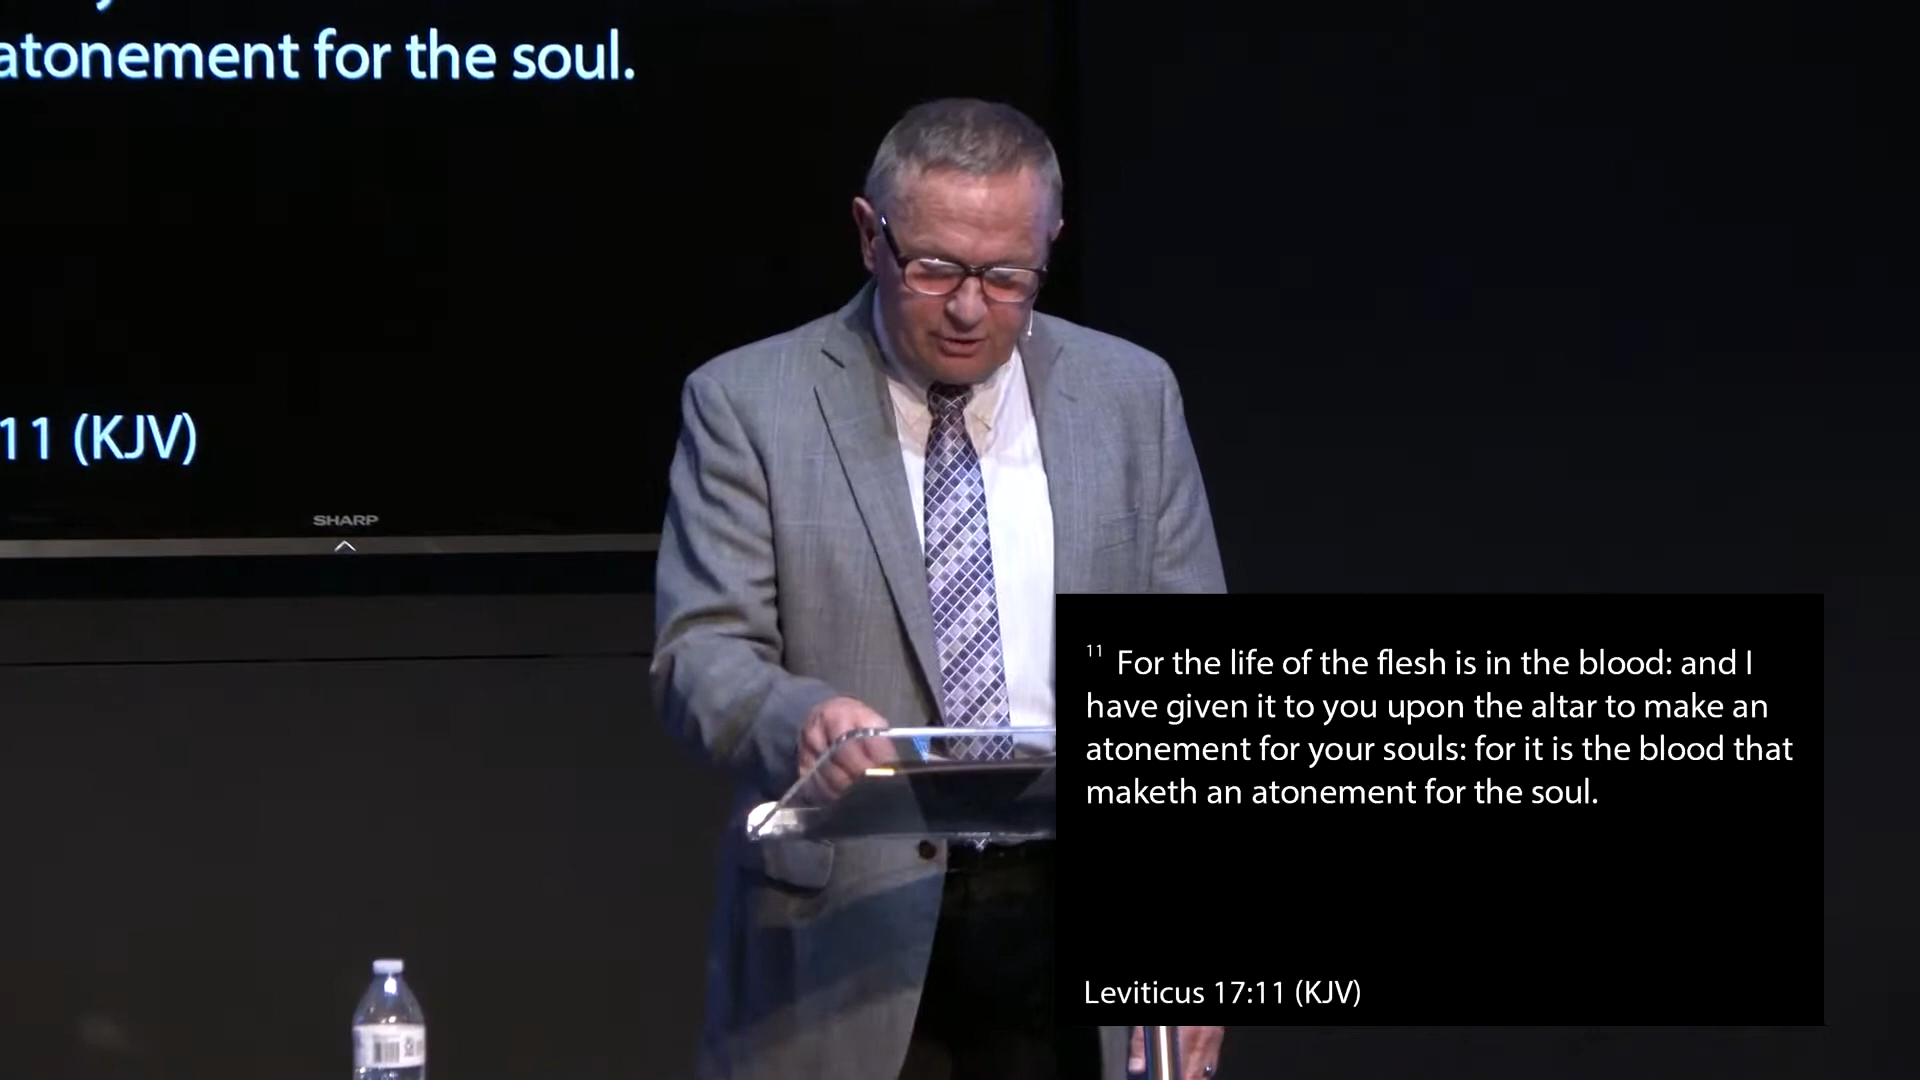 atonement for the soul.
11 (KJV)
SHARP
11 For the life of the flesh is in the blood: and I
have given it to you upon the altar to make an
atonement for your souls: for it is the blood that
maketh an atonement for the soul.
Leviticus 17:11 (KJV)